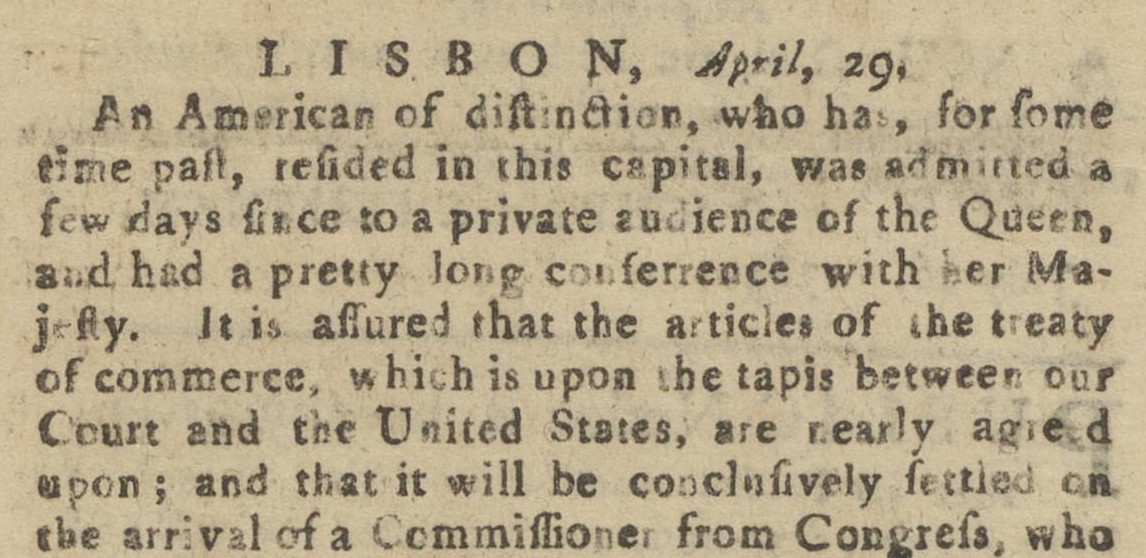 LISBON, April, 29.
An American of diſtinction, who has, for ſome
time paſt, reſided in this capital, was admitted a
few days ſince to a private audience of the Queen,
and had a pretty long conferrence with her Ma-
jeſty. It is aſſured that the articles of the treaty
of commerce, which is upon the tapis between our
Court and the United States, are nearly agreed
upon; and that it will be concluſively ſettled on
the arrival of a Commiſſioner from Congreſs, who